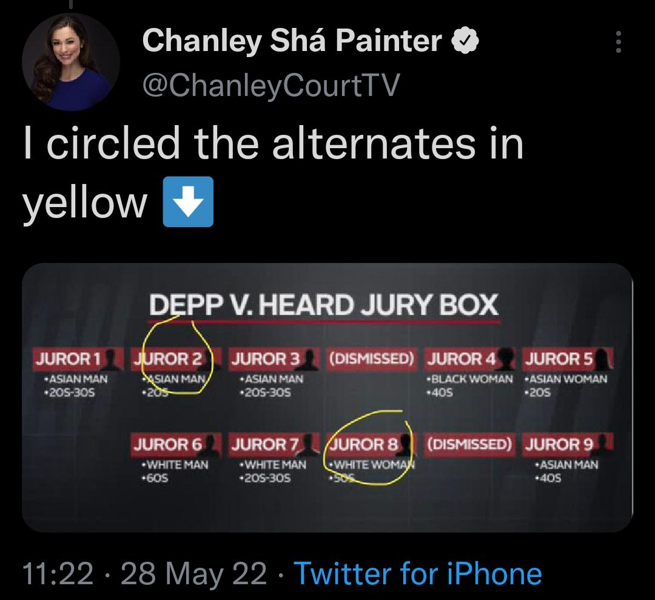 Chanley Shá Painter
@ChanleyCourtTV
I circled the alternates in
yellow ⬇️
DEPP V. HEARD JURY BOX
JUROR 1 JUROR 2 JUROR 3 (DISMISSED) JUROR 4 JUROR 5
•ASIAN MAN •ASIAN MAN •ASIAN MAN •BLACK WOMAN •ASIAN WOMAN
•20S-30S •20S •20S-30S •40S •20S
JUROR 6 JUROR 7 JUROR 8 (DISMISSED) JUROR 9
•WHITE MAN •WHITE MAN •WHITE WOMAN •ASIAN MAN
•60S •20S-30S •50S •40S
11:22 · 28 May 22 · Twitter for iPhone